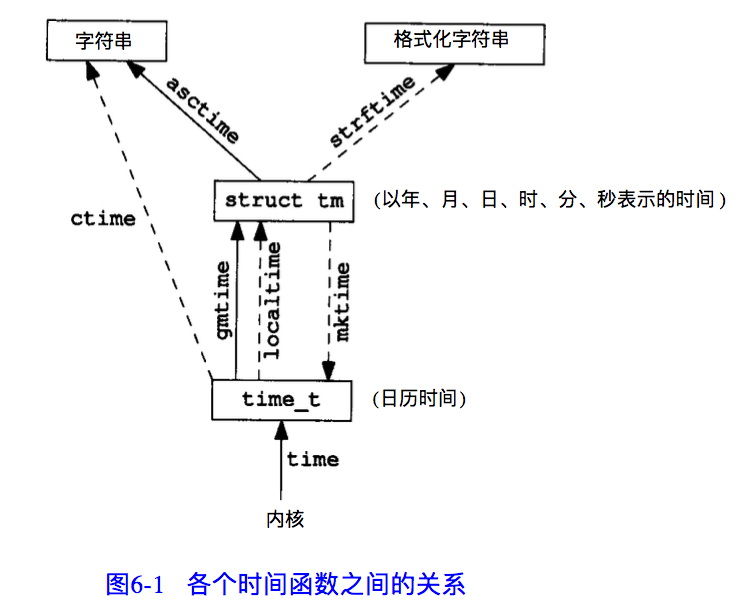 字符串
格式化字符串
asctime
strftime
struct tm
(以年、月、日、时、分、秒表示的时间)
ctime
gmtime
localtime
mktime
time_t
(日历时间)
time
内核
图6-1 各个时间函数之间的关系